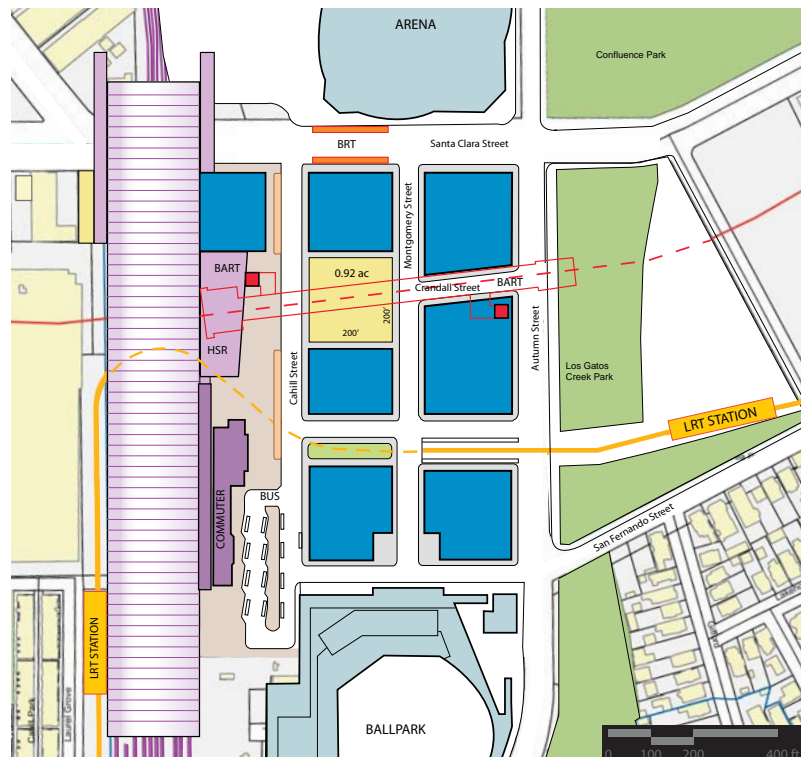 ARENA
Confluence Park
BRT
Santa Clara Street
Montgomery Street
BART
0.92 ac
Crandall Street
BART
200'
200'
HSR
Cahill Street
Autumn Street
Los Gatos
Creek Park
LRT STATION
COMMUTER
BUS
San Fernando Street
LRT STATION
Laurel Grove
BALLPARK
0 100 200 400 ft